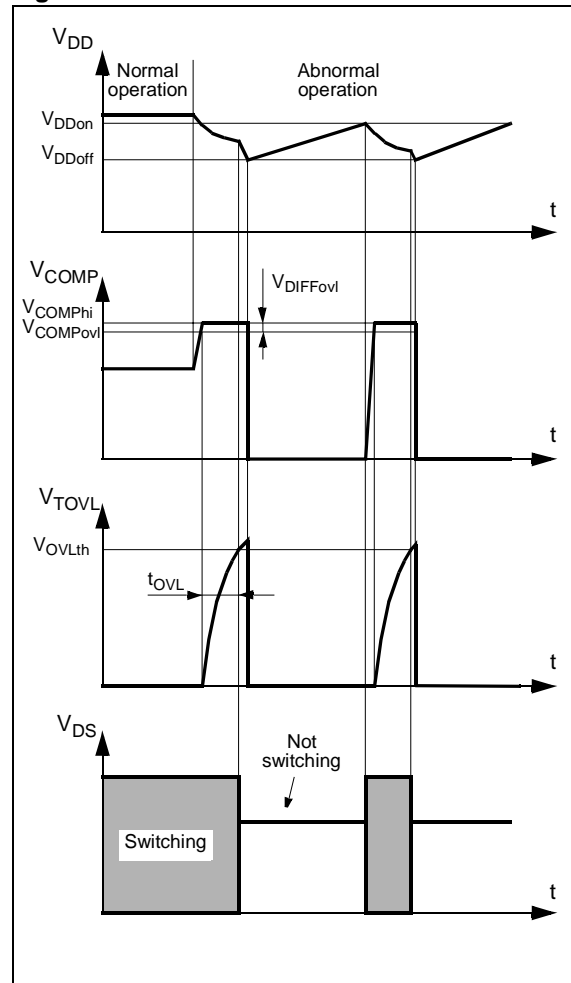 VDD
Normal
operation
Abnormal
operation
VDDon
VDDoff
t
VCOMP
VDIFFovl
VCOMPhi
VCOMPovl
t
VTOVL
VOVLth
tOVL
t
VDS
Not
switching
Switching
t